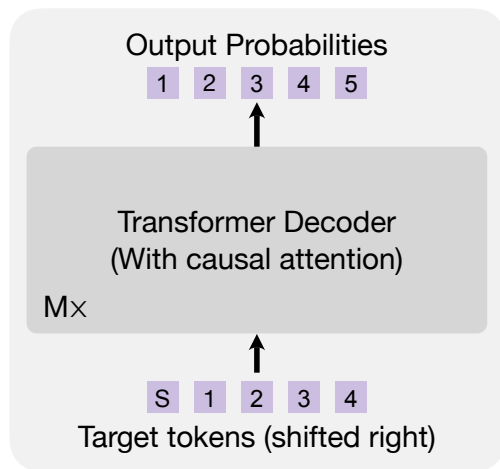 Output Probabilities
1 2 3 4 5
Transformer Decoder
(With causal attention)
M×
S 1 2 3 4
Target tokens (shifted right)